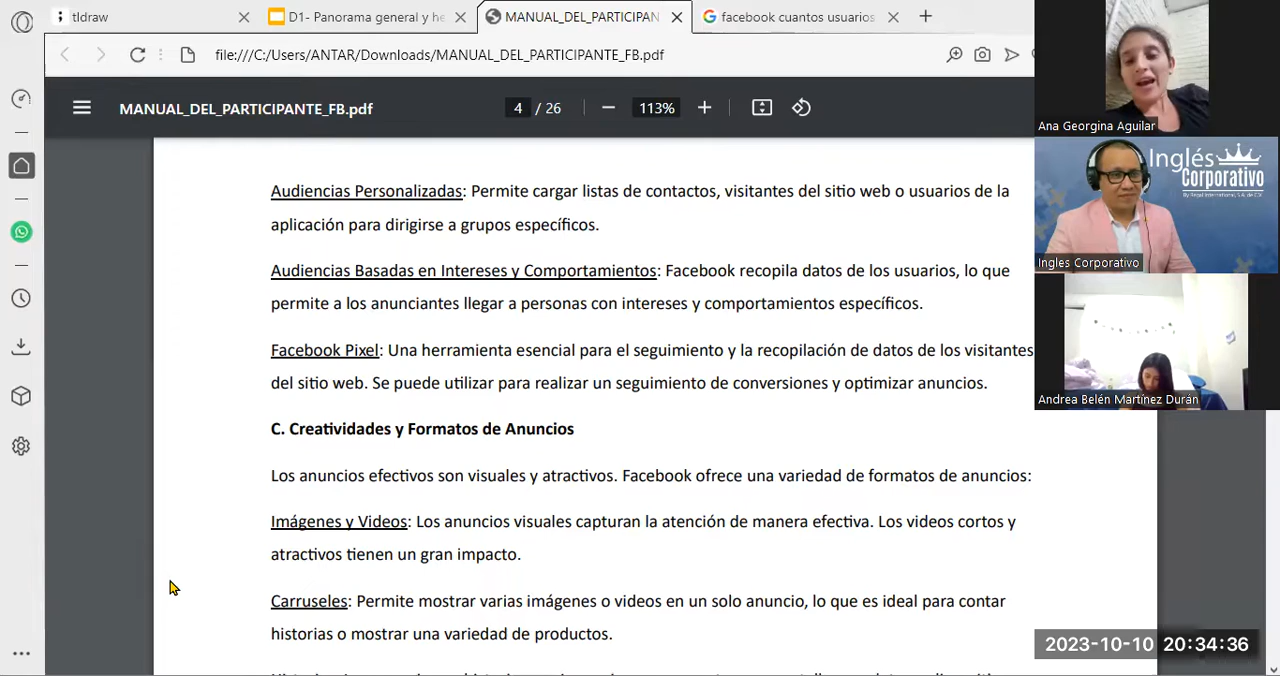 tldraw
D1- Panorama general y he
MANUAL_DEL_PARTICIPAN
facebook cuantos usuarios
file:///C:/Users/ANTAR/Downloads/MANUAL_DEL_PARTICIPANTE_FB.pdf
MANUAL_DEL_PARTICIPANTE_FB.pdf
4 / 26
113%
Audiencias Personalizadas: Permite cargar listas de contactos, visitantes del sitio web o usuarios de la
aplicación para dirigirse a grupos específicos.
Audiencias Basadas en Intereses y Comportamientos: Facebook recopila datos de los usuarios, lo que
permite a los anunciantes llegar a personas con intereses y comportamientos específicos.
Facebook Pixel: Una herramienta esencial para el seguimiento y la recopilación de datos de los visitantes
del sitio web. Se puede utilizar para realizar un seguimiento de conversiones y optimizar anuncios.
C. Creatividades y Formatos de Anuncios
Los anuncios efectivos son visuales y atractivos. Facebook ofrece una variedad de formatos de anuncios:
Imágenes y Videos: Los anuncios visuales capturan la atención de manera efectiva. Los videos cortos y
atractivos tienen un gran impacto.
Carruseles: Permite mostrar varias imágenes o videos en un solo anuncio, lo que es ideal para contar
historias o mostrar una variedad de productos.
Ana Georgina Aguilar
Inglés
Corporativo
By Regal International, S.A. de C.V.
Ingles Corporativo
Andrea Belén Martínez Durán
2023-10-10 20:34:36